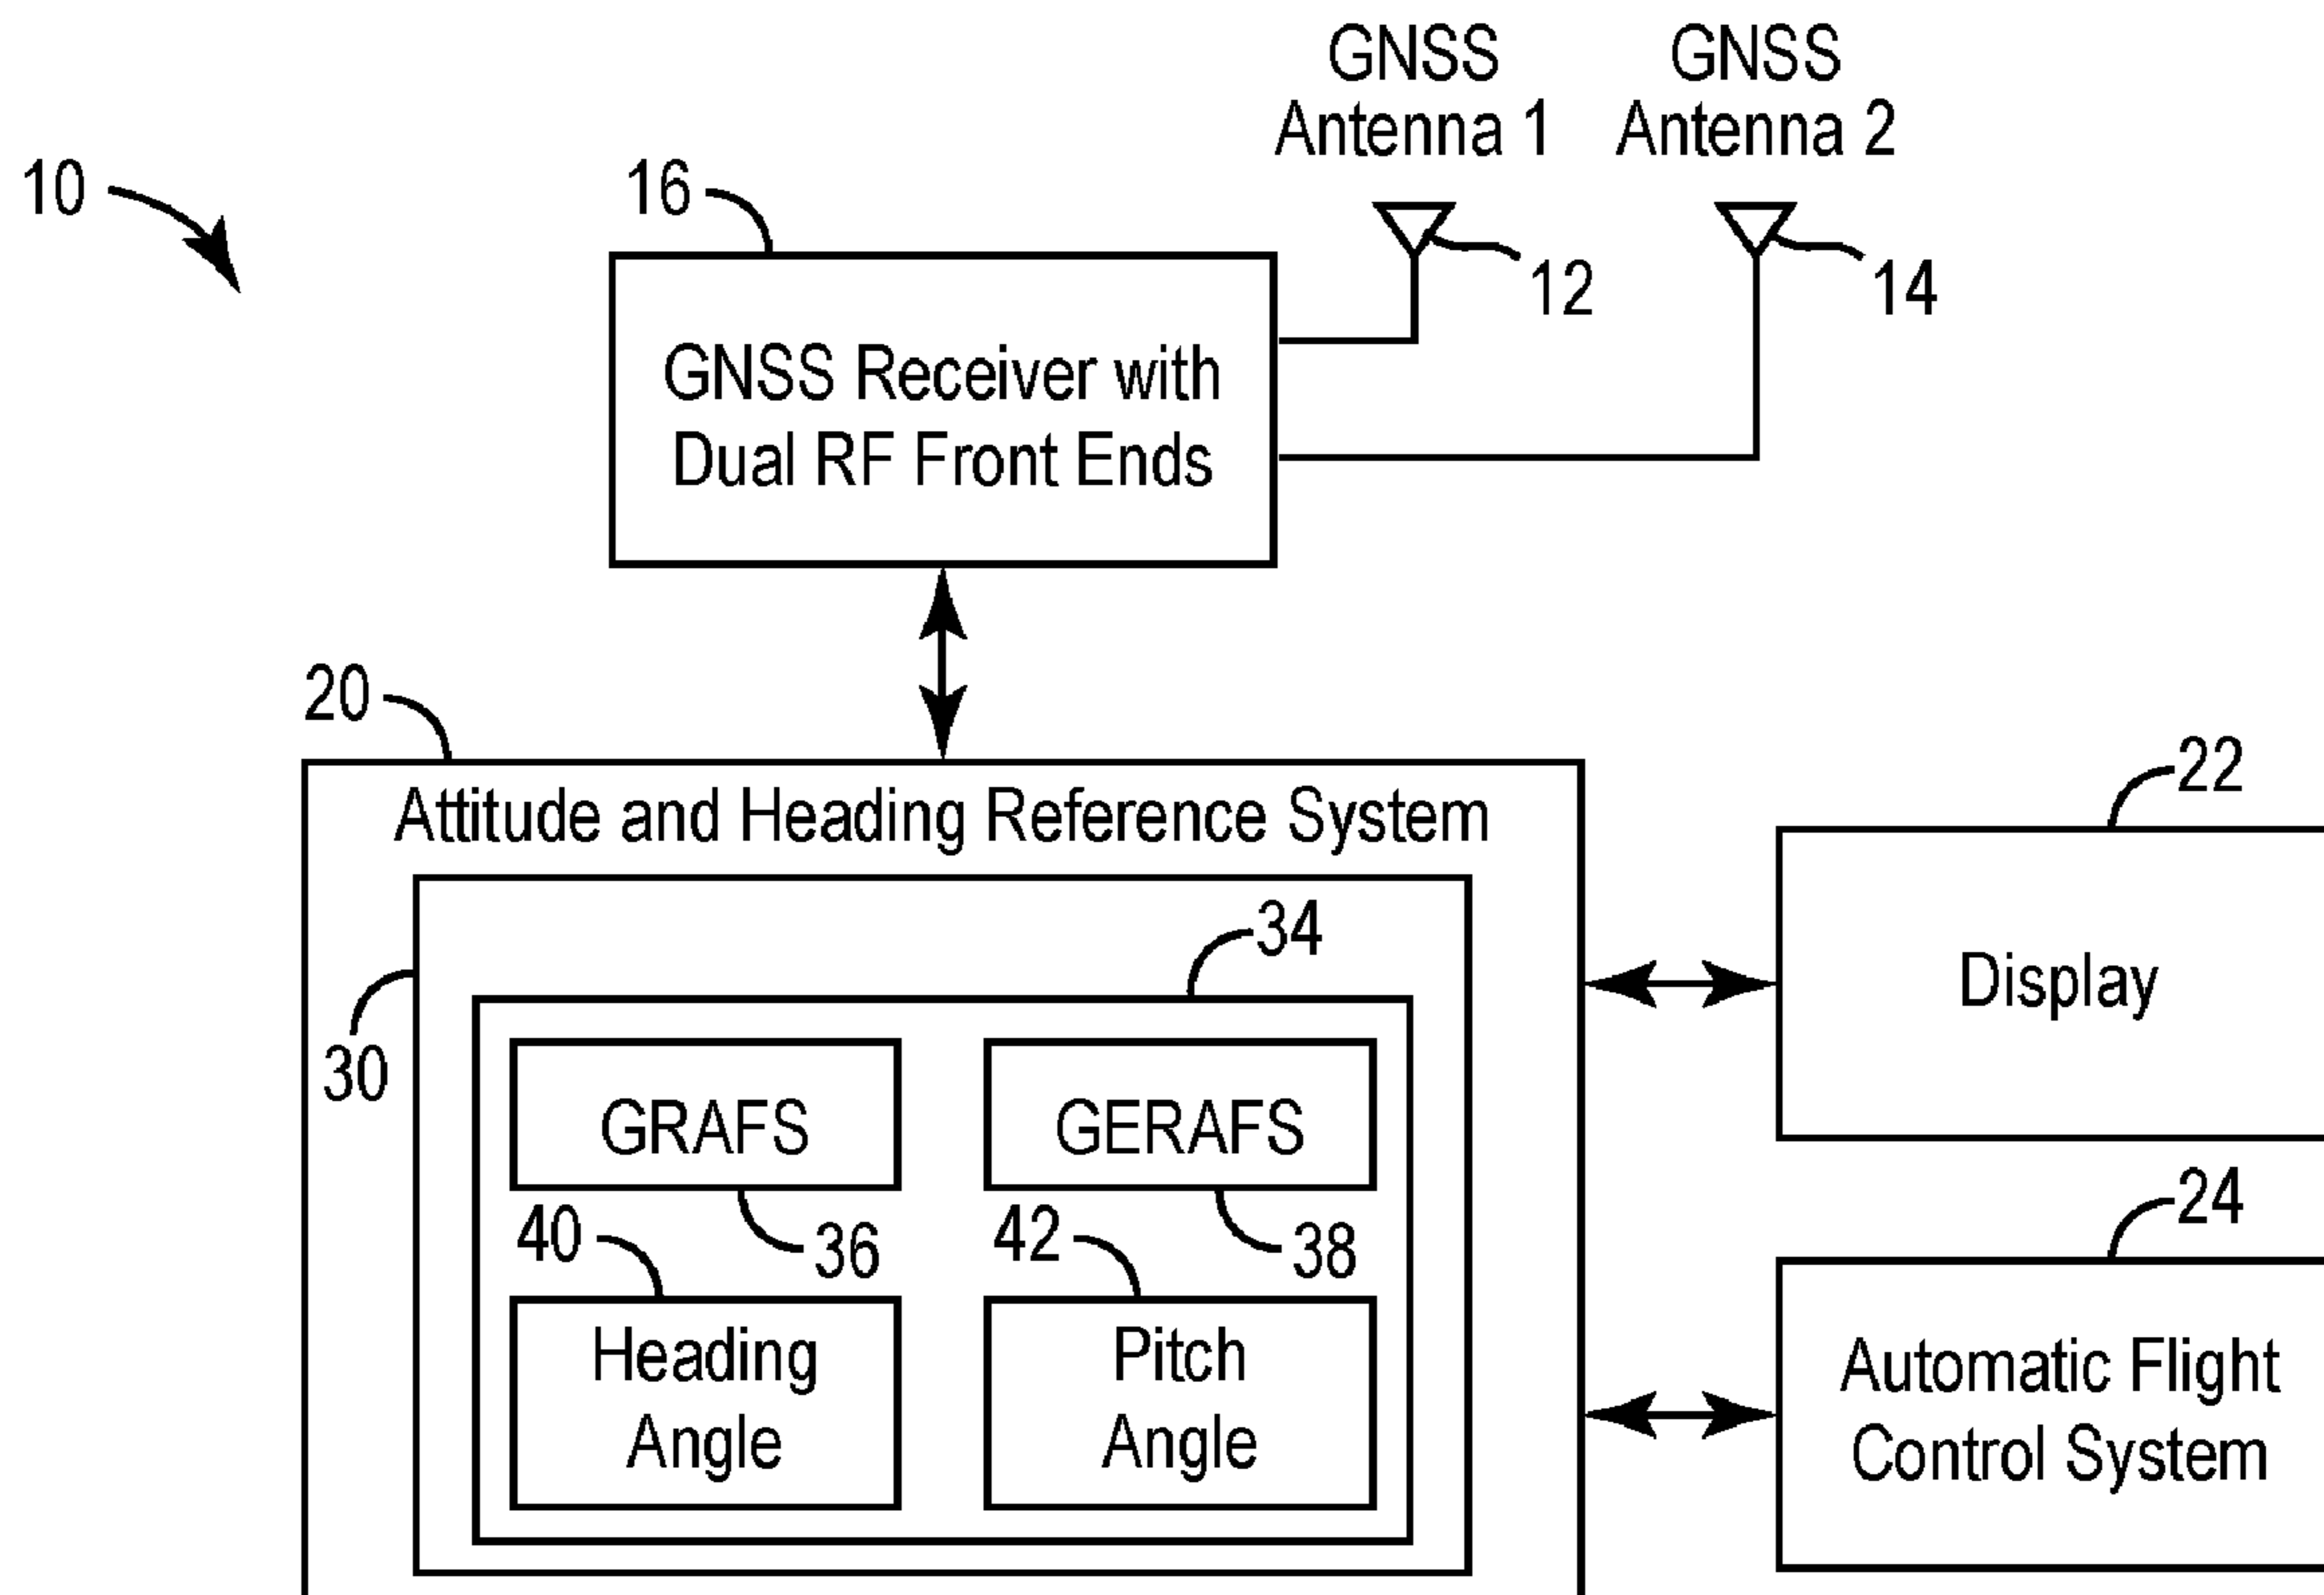 GNSS
Antenna 1
GNSS
Antenna 2
10
16
12
14
GNSS Receiver with
Dual RF Front Ends
20
Attitude and Heading Reference System
22
34
Display
30
GRAFS
GERAFS
24
40
36
42
38
Heading
Angle
Pitch
Angle
Automatic Flight
Control System